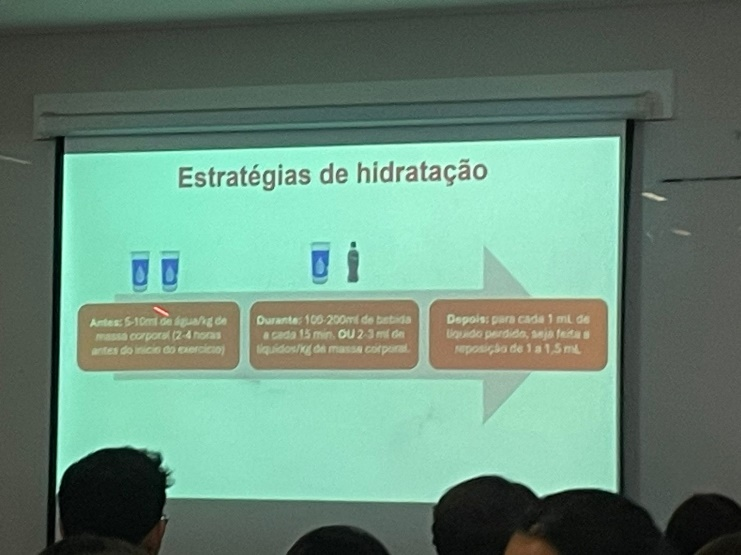 Estratégias de hidratação
Antes: 5-10ml de água/kg de
massa corporal (2-4 horas
antes do início do exercício)
Durante: 100-200ml de bebida
a cada 15 min. OU 2-3 ml de
líquidos/kg de massa corporal.
Depois: para cada 1 mL de
líquido perdido, seja feita a
reposição de 1 a 1,5 mL